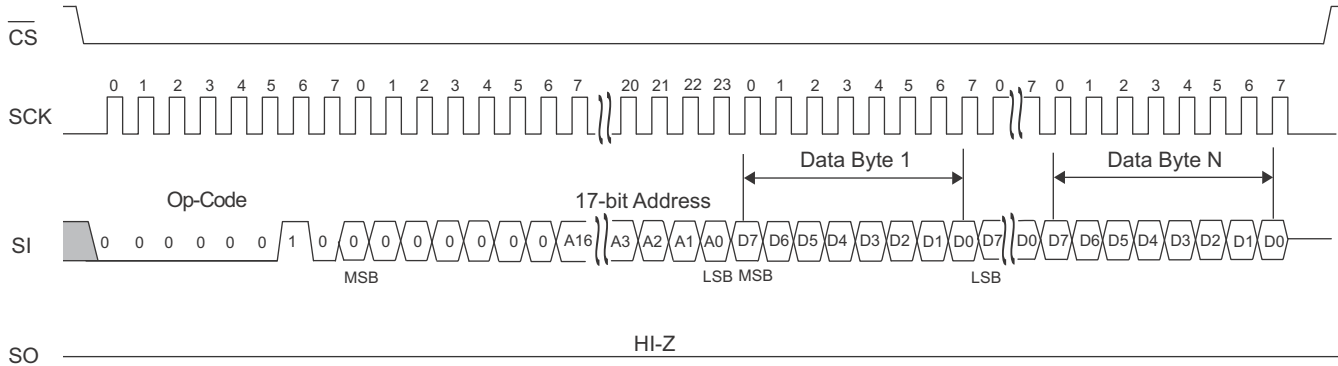 CS
0 1 2 3 4 5 6 7 0 1 2 3 4 5 6 7 20 21 22 23 0 1 2 3 4 5 6 7 0 7 0 1 2 3 4 5 6 7
SCK
Data Byte 1 Data Byte N
Op-Code 17-bit Address
SI 0 0 0 0 0 0 1 0 0 0 0 0 0 0 0 A16 A3 A2 A1 A0 D7 D6 D5 D4 D3 D2 D1 D0 D7 D0 D7 D6 D5 D4 D3 D2 D1 D0
MSB LSB MSB LSB
HI-Z
SO